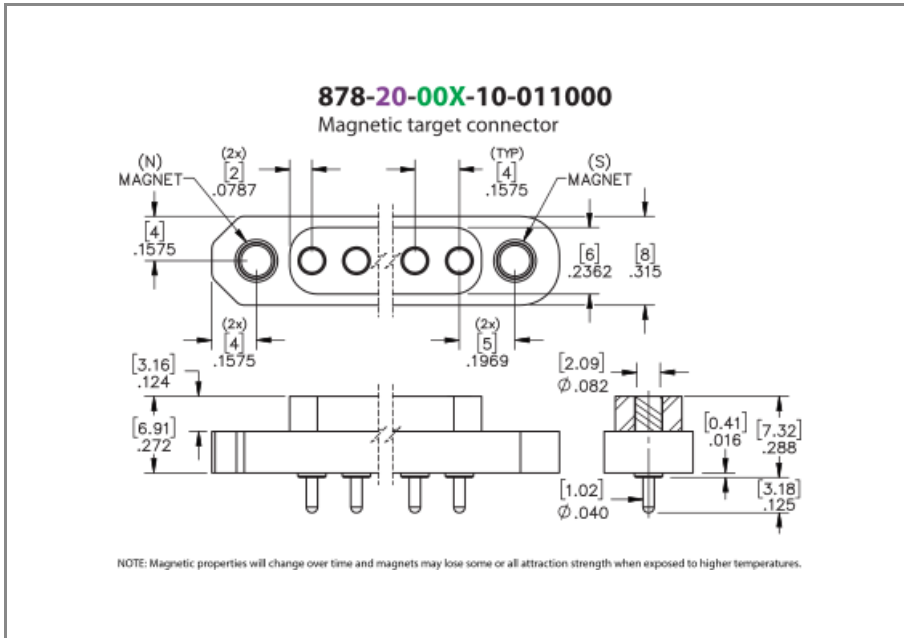 878-20-00X-10-011000
Magnetic target connector
(N)
MAGNET
(2x)
[2]
.0787
(TYP)
[4]
.1575
(S)
MAGNET
[4]
.1575
[6]
.2362
[8]
.315
(2x)
[4]
.1575
(2x)
[5]
.1969
[3.16]
.124
[6.91]
.272
[2.09]
Ø.082
[0.41]
.016
[7.32]
.288
[1.02]
Ø.040
[3.18]
.125
NOTE: Magnetic properties will change over time and magnets may lose some or all attraction strength when exposed to higher temperatures.